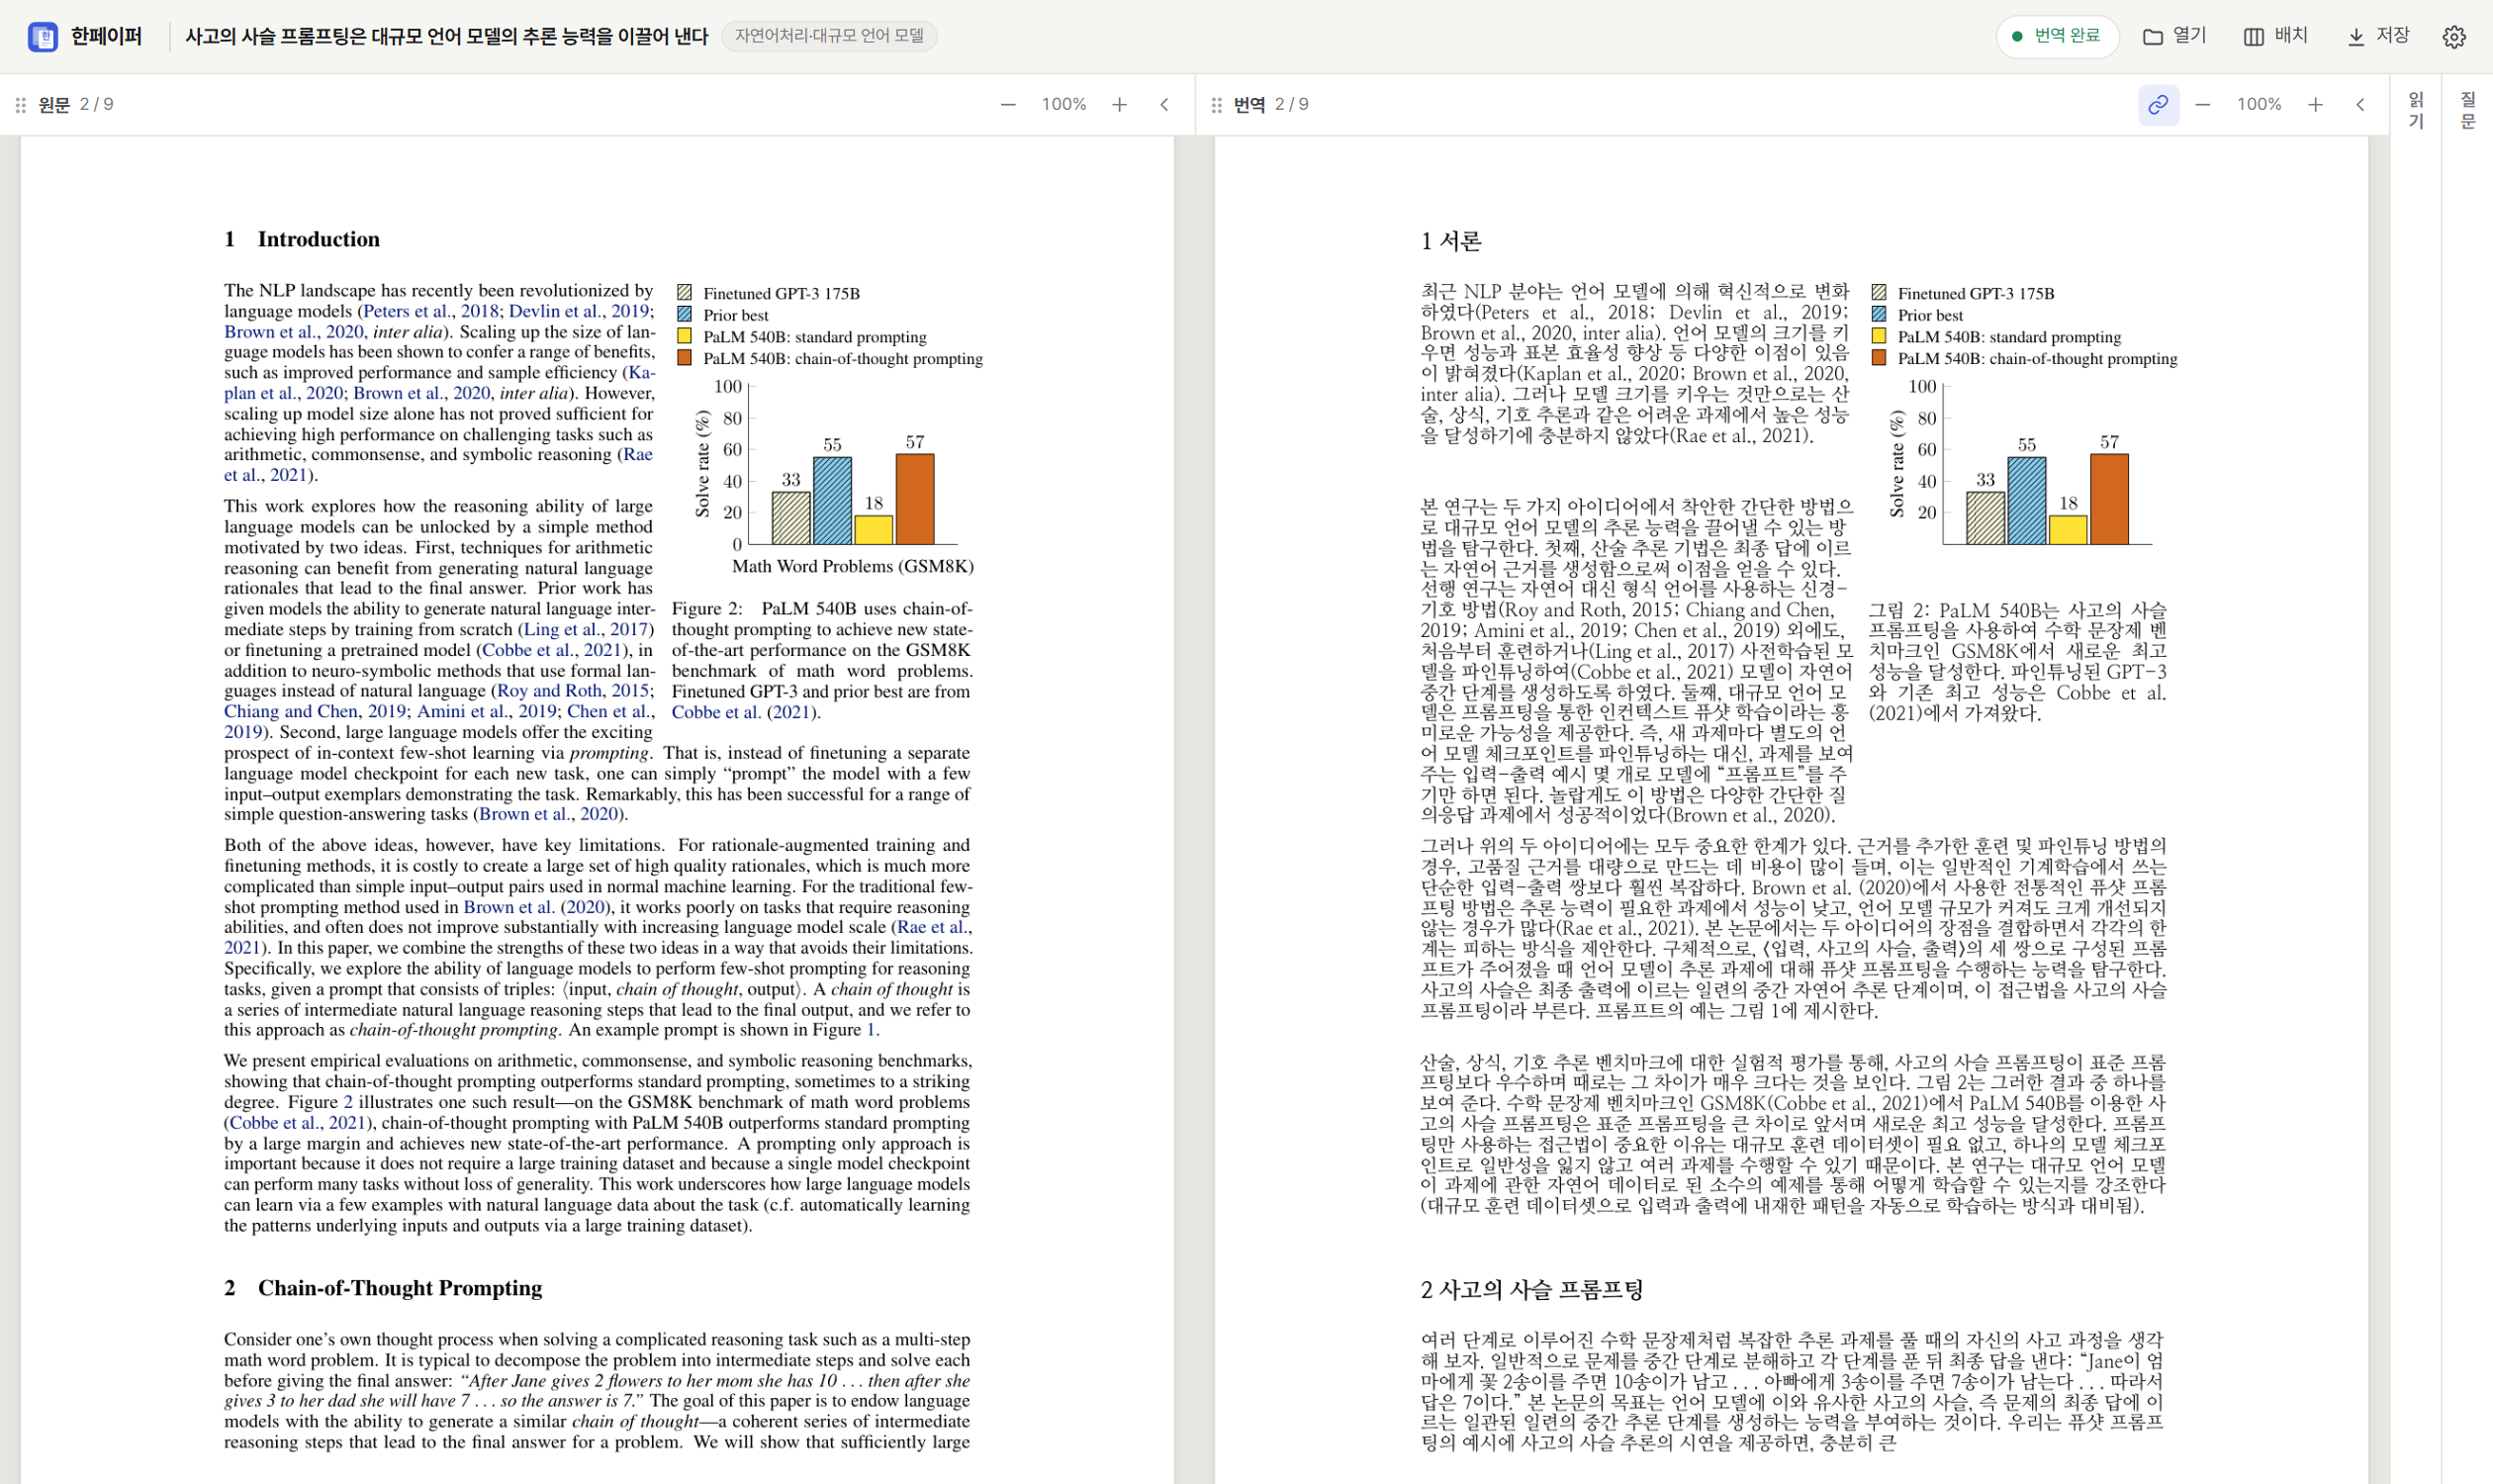 한페이퍼
사고의 사슬 프롬프팅은 대규모 언어 모델의 추론 능력을 이끌어 낸다
자연어처리·대규모 언어 모델
번역 완료
열기
배치
저장
원문 2 / 9
100%
번역 2 / 9
100%
읽기
질문
1 Introduction
The NLP landscape has recently been revolutionized by
language models (Peters et al., 2018; Devlin et al., 2019;
Brown et al., 2020, inter alia). Scaling up the size of lan-
guage models has been shown to confer a range of benefits,
such as improved performance and sample efficiency (Ka-
plan et al., 2020; Brown et al., 2020, inter alia). However,
scaling up model size alone has not proved sufficient for
achieving high performance on challenging tasks such as
arithmetic, commonsense, and symbolic reasoning (Rae
et al., 2021).
This work explores how the reasoning ability of large
language models can be unlocked by a simple method
motivated by two ideas. First, techniques for arithmetic
reasoning can benefit from generating natural language
rationales that lead to the final answer. Prior work has
given models the ability to generate natural language inter-
mediate steps by training from scratch (Ling et al., 2017)
or finetuning a pretrained model (Cobbe et al., 2021), in
addition to neuro-symbolic methods that use formal lan-
guages instead of natural language (Roy and Roth, 2015;
Chiang and Chen, 2019; Amini et al., 2019; Chen et al.,
2019). Second, large language models offer the exciting
prospect of in-context few-shot learning via prompting. That is, instead of finetuning a separate
language model checkpoint for each new task, one can simply “prompt” the model with a few
input–output exemplars demonstrating the task. Remarkably, this has been successful for a range of
simple question-answering tasks (Brown et al., 2020).
Finetuned GPT-3 175B
Prior best
PaLM 540B: standard prompting
PaLM 540B: chain-of-thought prompting
100
80
60
40
20
0
Solve rate (%)
33
55
18
57
Math Word Problems (GSM8K)
Figure 2: PaLM 540B uses chain-of-
thought prompting to achieve new state-
of-the-art performance on the GSM8K
benchmark of math word problems.
Finetuned GPT-3 and prior best are from
Cobbe et al. (2021).
Both of the above ideas, however, have key limitations. For rationale-augmented training and
finetuning methods, it is costly to create a large set of high quality rationales, which is much more
complicated than simple input–output pairs used in normal machine learning. For the traditional few-
shot prompting method used in Brown et al. (2020), it works poorly on tasks that require reasoning
abilities, and often does not improve substantially with increasing language model scale (Rae et al.,
2021). In this paper, we combine the strengths of these two ideas in a way that avoids their limitations.
Specifically, we explore the ability of language models to perform few-shot prompting for reasoning
tasks, given a prompt that consists of triples: ⟨input, chain of thought, output⟩. A chain of thought is
a series of intermediate natural language reasoning steps that lead to the final output, and we refer to
this approach as chain-of-thought prompting. An example prompt is shown in Figure 1.
We present empirical evaluations on arithmetic, commonsense, and symbolic reasoning benchmarks,
showing that chain-of-thought prompting outperforms standard prompting, sometimes to a striking
degree. Figure 2 illustrates one such result—on the GSM8K benchmark of math word problems
(Cobbe et al., 2021), chain-of-thought prompting with PaLM 540B outperforms standard prompting
by a large margin and achieves new state-of-the-art performance. A prompting only approach is
important because it does not require a large training dataset and because a single model checkpoint
can perform many tasks without loss of generality. This work underscores how large language models
can learn via a few examples with natural language data about the task (c.f. automatically learning
the patterns underlying inputs and outputs via a large training dataset).
2 Chain-of-Thought Prompting
Consider one’s own thought process when solving a complicated reasoning task such as a multi-step
math word problem. It is typical to decompose the problem into intermediate steps and solve each
before giving the final answer: “After Jane gives 2 flowers to her mom she has 10 . . . then after she
gives 3 to her dad she will have 7 . . . so the answer is 7.” The goal of this paper is to endow language
models with the ability to generate a similar chain of thought—a coherent series of intermediate
reasoning steps that lead to the final answer for a problem. We will show that sufficiently large
1 서론
최근 NLP 분야는 언어 모델에 의해 혁신적으로 변화
하였다(Peters et al., 2018; Devlin et al., 2019;
Brown et al., 2020, inter alia). 언어 모델의 크기를 키
우면 성능과 표본 효율성 향상 등 다양한 이점이 있음
이 밝혀졌다(Kaplan et al., 2020; Brown et al., 2020,
inter alia). 그러나 모델 크기를 키우는 것만으로는 산
술, 상식, 기호 추론과 같은 어려운 과제에서 높은 성능
을 달성하기에 충분하지 않았다(Rae et al., 2021).
본 연구는 두 가지 아이디어에서 착안한 간단한 방법으
로 대규모 언어 모델의 추론 능력을 끌어낼 수 있는 방
법을 탐구한다. 첫째, 산술 추론 기법은 최종 답에 이르
는 자연어 근거를 생성함으로써 이점을 얻을 수 있다.
선행 연구는 자연어 대신 형식 언어를 사용하는 신경-
기호 방법(Roy and Roth, 2015; Chiang and Chen,
2019; Amini et al., 2019; Chen et al., 2019) 외에도,
처음부터 훈련하거나(Ling et al., 2017) 사전학습된 모
델을 파인튜닝하여(Cobbe et al., 2021) 모델이 자연어
중간 단계를 생성하도록 하였다. 둘째, 대규모 언어 모
델은 프롬프팅을 통한 인컨텍스트 퓨샷 학습이라는 흥
미로운 가능성을 제공한다. 즉, 새 과제마다 별도의 언
어 모델 체크포인트를 파인튜닝하는 대신, 과제를 보여
주는 입력-출력 예시 몇 개로 모델에 “프롬프트”를 주
기만 하면 된다. 놀랍게도 이 방법은 다양한 간단한 질
의응답 과제에서 성공적이었다(Brown et al., 2020).
Finetuned GPT-3 175B
Prior best
PaLM 540B: standard prompting
PaLM 540B: chain-of-thought prompting
100
80
60
40
20
Solve rate (%)
33
55
18
57
그림 2: PaLM 540B는 사고의 사슬
프롬프팅을 사용하여 수학 문장제 벤
치마크인 GSM8K에서 새로운 최고
성능을 달성한다. 파인튜닝된 GPT-3
와 기존 최고 성능은 Cobbe et al.
(2021)에서 가져왔다.
그러나 위의 두 아이디어에는 모두 중요한 한계가 있다. 근거를 추가한 훈련 및 파인튜닝 방법의
경우, 고품질 근거를 대량으로 만드는 데 비용이 많이 들며, 이는 일반적인 기계학습에서 쓰는
단순한 입력-출력 쌍보다 훨씬 복잡하다. Brown et al. (2020)에서 사용한 전통적인 퓨샷 프롬
프팅 방법은 추론 능력이 필요한 과제에서 성능이 낮고, 언어 모델 규모가 커져도 크게 개선되지
않는 경우가 많다(Rae et al., 2021). 본 논문에서는 두 아이디어의 장점을 결합하면서 각각의 한
계는 피하는 방식을 제안한다. 구체적으로, ⟨입력, 사고의 사슬, 출력⟩의 세 쌍으로 구성된 프롬
프트가 주어졌을 때 언어 모델이 추론 과제에 대해 퓨샷 프롬프팅을 수행하는 능력을 탐구한다.
사고의 사슬은 최종 출력에 이르는 일련의 중간 자연어 추론 단계이며, 이 접근법을 사고의 사슬
프롬프팅이라 부른다. 프롬프트의 예는 그림 1에 제시한다.
산술, 상식, 기호 추론 벤치마크에 대한 실험적 평가를 통해, 사고의 사슬 프롬프팅이 표준 프롬
프팅보다 우수하며 때로는 그 차이가 매우 크다는 것을 보인다. 그림 2는 그러한 결과 중 하나를
보여 준다. 수학 문장제 벤치마크인 GSM8K(Cobbe et al., 2021)에서 PaLM 540B를 이용한 사
고의 사슬 프롬프팅은 표준 프롬프팅을 큰 차이로 앞서며 새로운 최고 성능을 달성한다. 프롬프
팅만 사용하는 접근법이 중요한 이유는 대규모 훈련 데이터셋이 필요 없고, 하나의 모델 체크포
인트로 일반성을 잃지 않고 여러 과제를 수행할 수 있기 때문이다. 본 연구는 대규모 언어 모델
이 과제에 관한 자연어 데이터로 된 소수의 예제를 통해 어떻게 학습할 수 있는지를 강조한다
(대규모 훈련 데이터셋으로 입력과 출력에 내재한 패턴을 자동으로 학습하는 방식과 대비됨).
2 사고의 사슬 프롬프팅
여러 단계로 이루어진 수학 문장제처럼 복잡한 추론 과제를 풀 때의 자신의 사고 과정을 생각
해 보자. 일반적으로 문제를 중간 단계로 분해하고 각 단계를 푼 뒤 최종 답을 낸다: “Jane이 엄
마에게 꽃 2송이를 주면 10송이가 남고 . . . 아빠에게 3송이를 주면 7송이가 남는다 . . . 따라서
답은 7이다.” 본 논문의 목표는 언어 모델에 이와 유사한 사고의 사슬, 즉 문제의 최종 답에 이
르는 일관된 일련의 중간 추론 단계를 생성하는 능력을 부여하는 것이다. 우리는 퓨샷 프롬프
팅의 예시에 사고의 사슬 추론의 시연을 제공하면, 충분히 큰